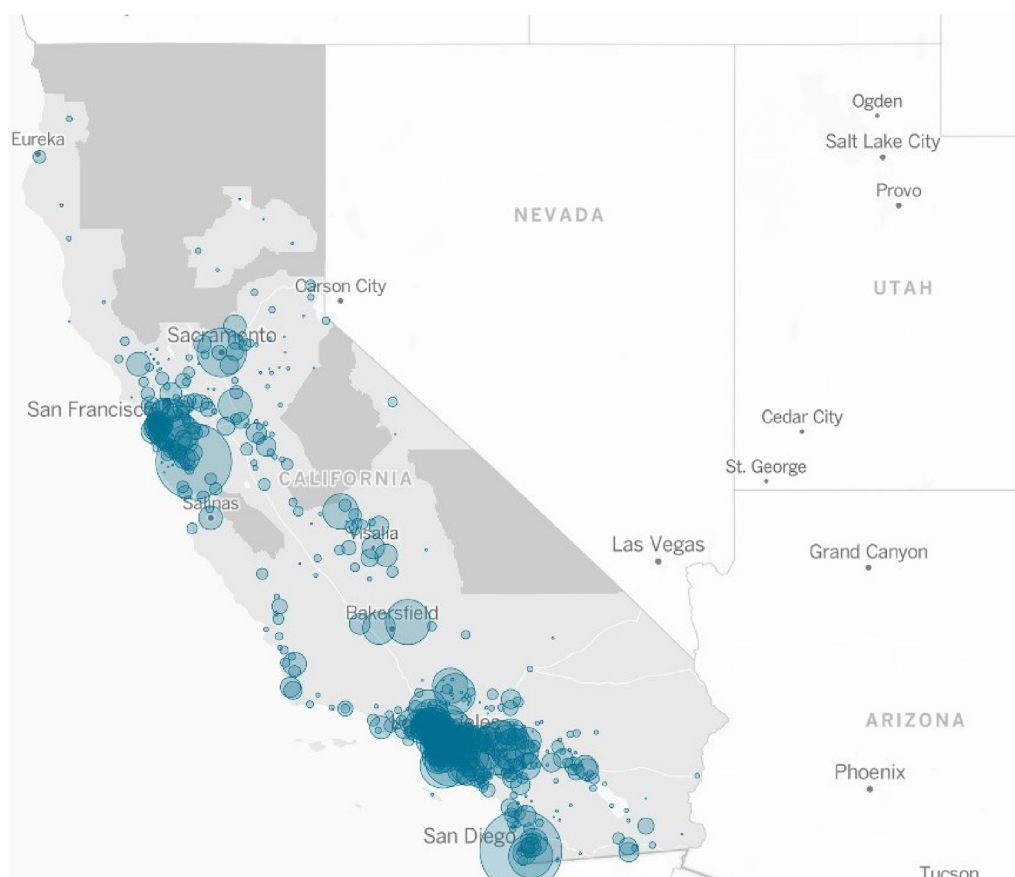 Ogden
Eureka
Salt Lake City
Provo
NEVADA
Carson City
UTAH
Sacramento
San Francisc
Cedar City
St. George
CALIFORNIA
Salinas
Visalia
Las Vegas
Grand Canyon
Bakersfield
ARIZONA
Phoenix
San Diego
Tucson